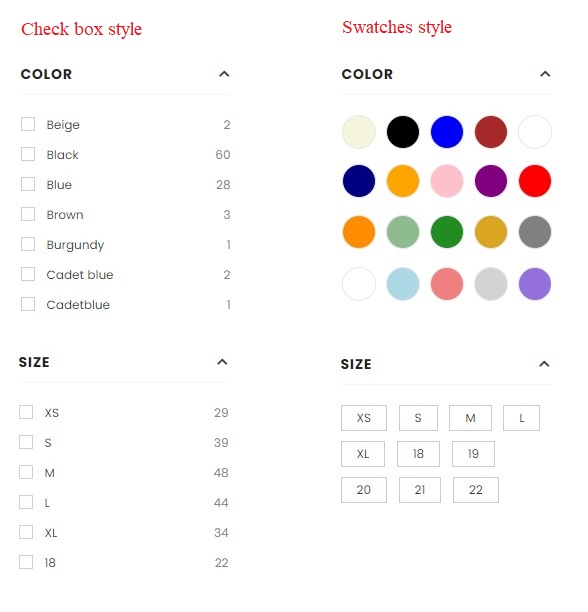 Check box style
COLOR
Beige 2
Black 60
Blue 28
Brown 3
Burgundy 1
Cadet blue 2
Cadetblue 1
SIZE
XS 29
S 39
M 48
L 44
XL 34
18 22
Swatches style
COLOR
SIZE
XS S M L
XL 18 19
20 21 22